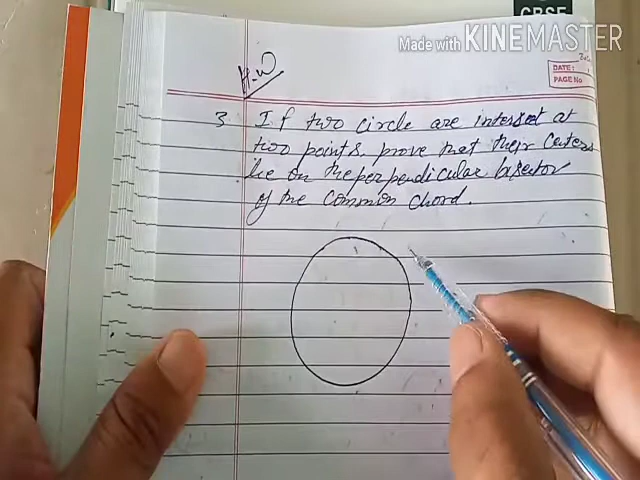 CBSE
Made with KINEMASTER
H.W
DATE:
PAGE No
3 If two circle are intersect at
two points, prove that their centers
lie on the perpendicular bisector
of the common chord.